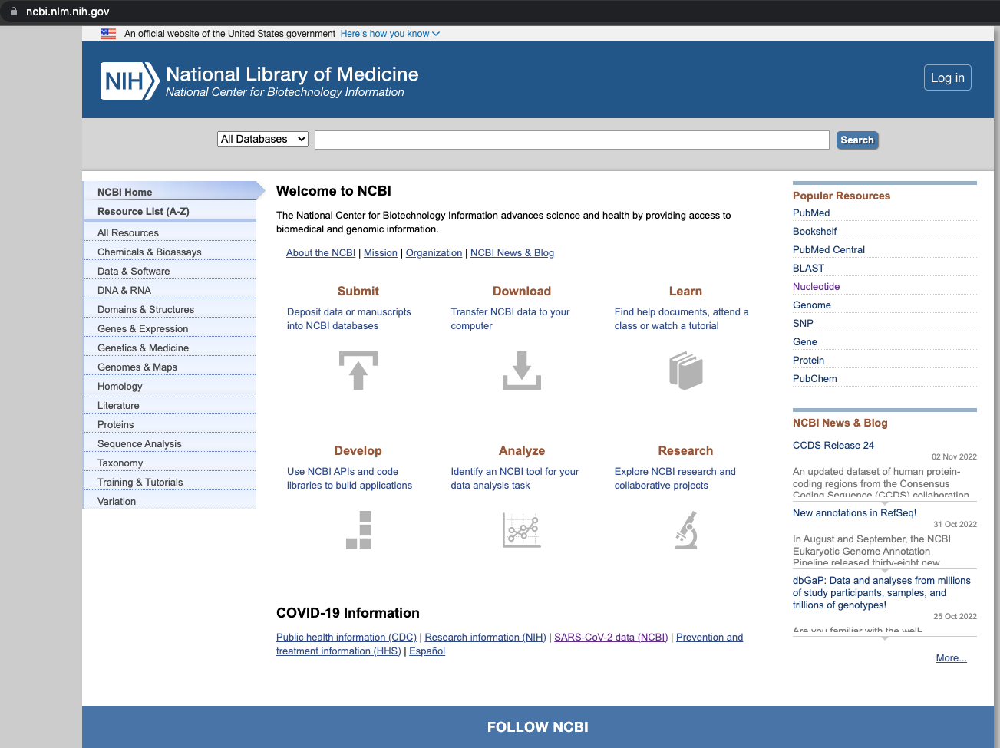 ncbi.nlm.nih.gov
An official website of the United States government Here's how you know
NIH National Library of Medicine
National Center for Biotechnology Information
Log in
All Databases
Search
NCBI Home
Resource List (A-Z)
All Resources
Chemicals & Bioassays
Data & Software
DNA & RNA
Domains & Structures
Genes & Expression
Genetics & Medicine
Genomes & Maps
Homology
Literature
Proteins
Sequence Analysis
Taxonomy
Training & Tutorials
Variation
Welcome to NCBI
The National Center for Biotechnology Information advances science and health by providing access to
biomedical and genomic information.
About the NCBI | Mission | Organization | NCBI News & Blog
Submit
Deposit data or manuscripts
into NCBI databases
Download
Transfer NCBI data to your
computer
Learn
Find help documents, attend a
class or watch a tutorial
Develop
Use NCBI APIs and code
libraries to build applications
Analyze
Identify an NCBI tool for your
data analysis task
Research
Explore NCBI research and
collaborative projects
COVID-19 Information
Public health information (CDC) | Research information (NIH) | SARS-CoV-2 data (NCBI) | Prevention and
treatment information (HHS) | Español
Popular Resources
PubMed
Bookshelf
PubMed Central
BLAST
Nucleotide
Genome
SNP
Gene
Protein
PubChem
NCBI News & Blog
CCDS Release 24
02 Nov 2022
An updated dataset of human protein-
coding regions from the Consensus
Coding Sequence (CCDS) collaboration
New annotations in RefSeq!
31 Oct 2022
In August and September, the NCBI
Eukaryotic Genome Annotation
Pipeline released thirty-eight new
dbGaP: Data and analyses from millions
of study participants, samples, and
trillions of genotypes!
25 Oct 2022
Are you familiar with the well-
More...
FOLLOW NCBI